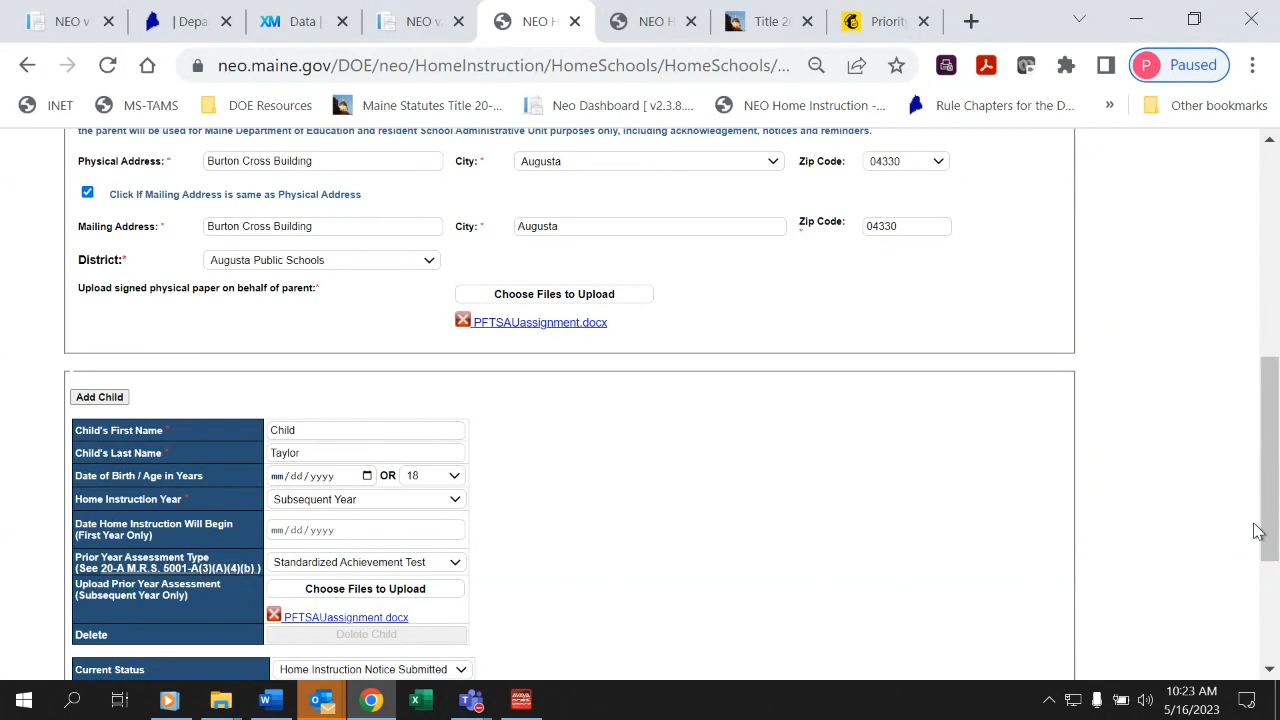 NEO v
| Depa
Data |
NEO v
NEO H
NEO H
Title 20
Priorit
neo.maine.gov/DOE/neo/HomeInstruction/HomeSchools/HomeSchools/...
P Paused
INET
MS-TAMS
DOE Resources
Maine Statutes Title 20-...
Neo Dashboard [ v2.3.8....
NEO Home Instruction -...
Rule Chapters for the D...
»
Other bookmarks
the parent will be used for Maine Department of Education and resident School Administrative Unit purposes only, including acknowledgement, notices and reminders.
Physical Address: * Burton Cross Building City: * Augusta Zip Code: 04330
Click If Mailing Address is same as Physical Address
Mailing Address: * Burton Cross Building City: * Augusta Zip Code: * 04330
District:* Augusta Public Schools
Upload signed physical paper on behalf of parent:* Choose Files to Upload
PFTSAUassignment.docx
Add Child
Child's First Name * Child
Child's Last Name * Taylor
Date of Birth / Age in Years mm/dd/yyyy OR 18
Home Instruction Year * Subsequent Year
Date Home Instruction Will Begin
(First Year Only) mm/dd/yyyy
Prior Year Assessment Type
(See 20-A M.R.S. 5001-A(3)(A)(4)(b) ) Standardized Achievement Test
Upload Prior Year Assessment
(Subsequent Year Only) Choose Files to Upload
PFTSAUassignment.docx
Delete Delete Child
Current Status Home Instruction Notice Submitted
10:23 AM
5/16/2023